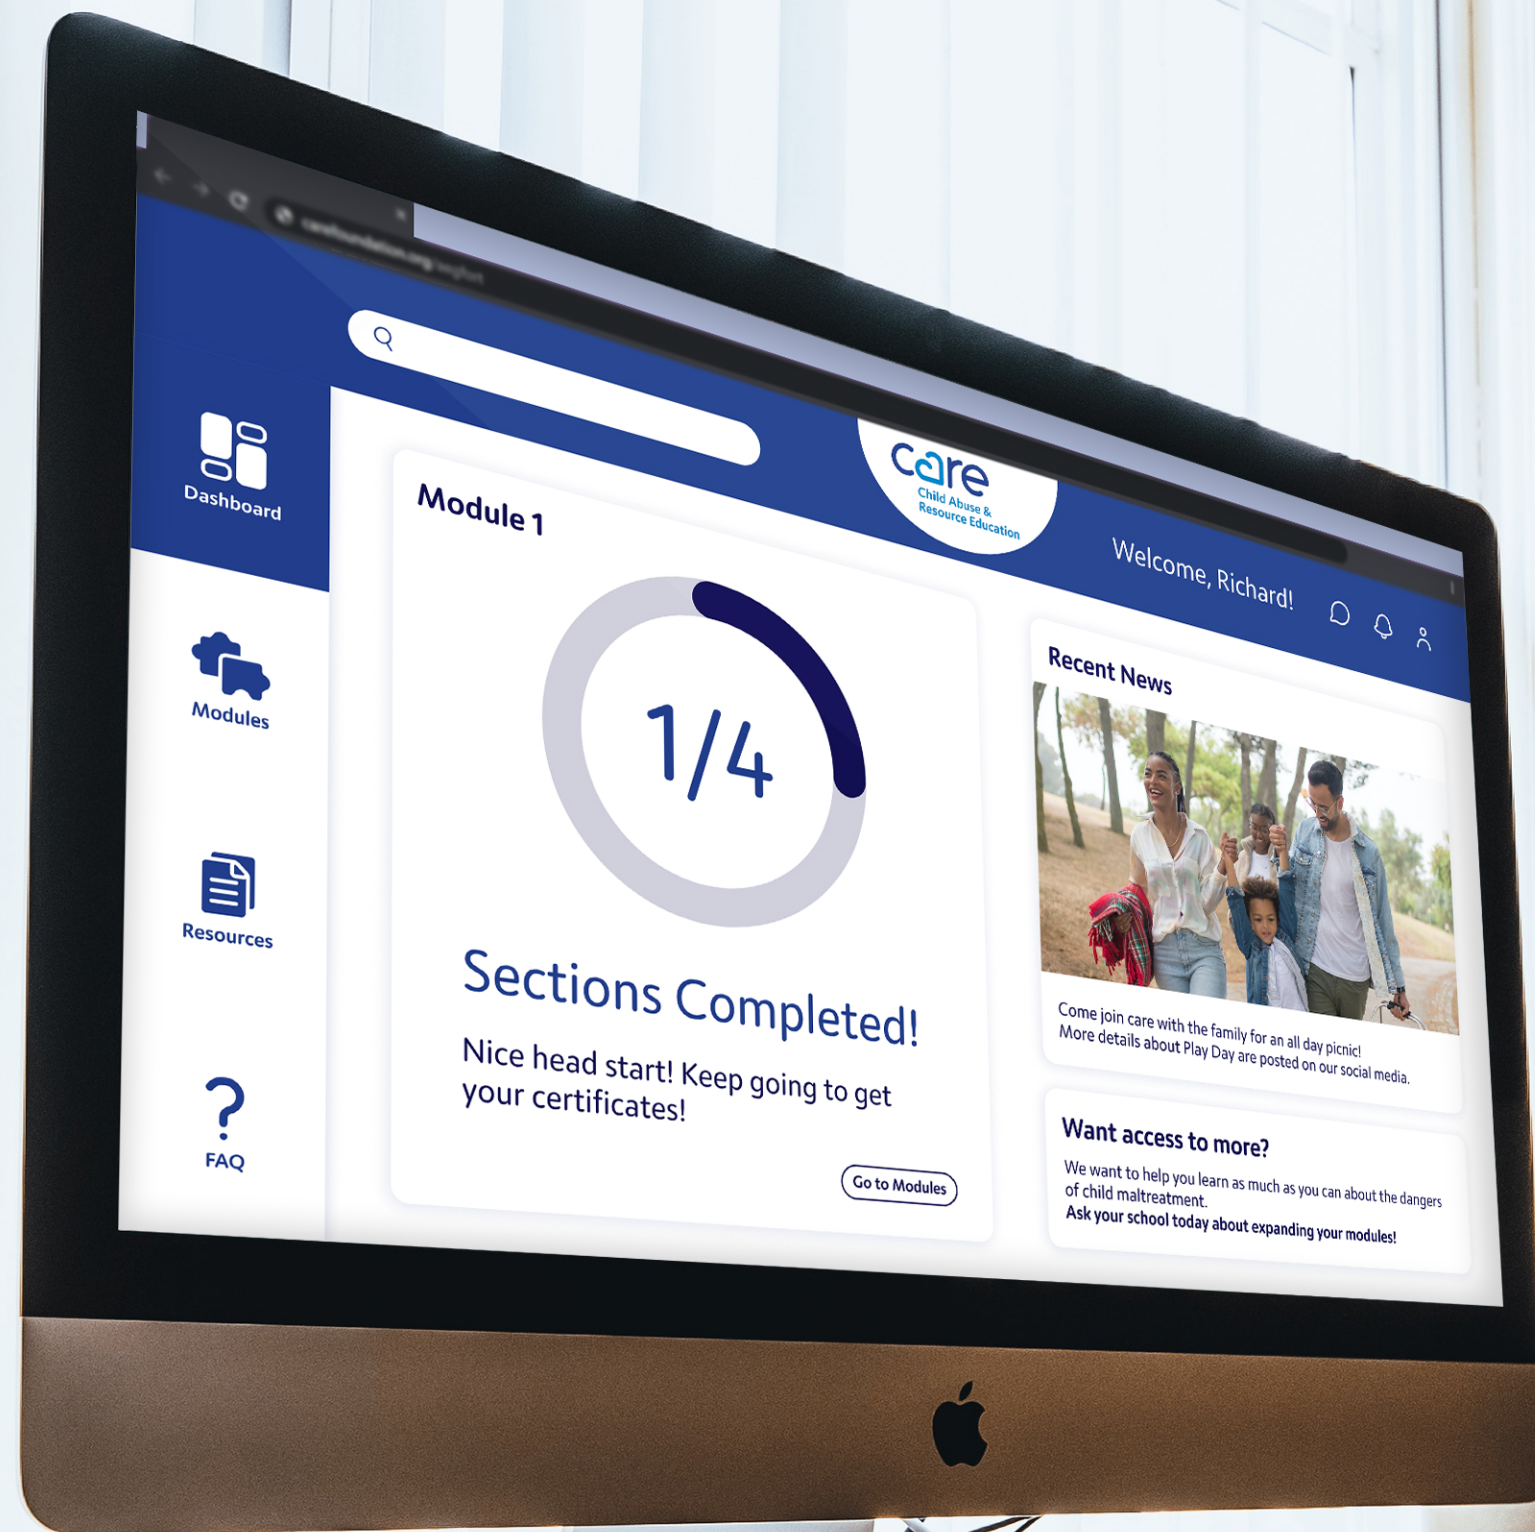 carefoundation.org
care
Child Abuse &
Resource Education
Welcome, Richard!
Dashboard
Modules
Resources
FAQ
Module 1
1/4
Sections Completed!
Nice head start! Keep going to get
your certificates!
Go to Modules
Recent News
Come join care with the family for an all day picnic!
More details about Play Day are posted on our social media.
Want access to more?
We want to help you learn as much as you can about the dangers
of child maltreatment.
Ask your school today about expanding your modules!